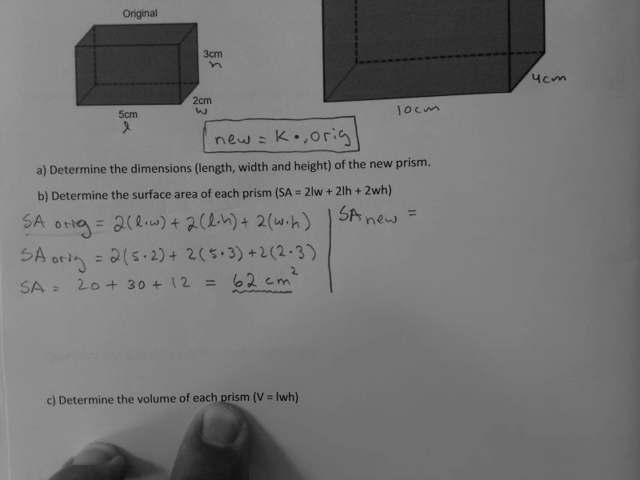 Original
3cm
h
2cm
w
5cm
l
4cm
10cm
new = K • orig
a) Determine the dimensions (length, width and height) of the new prism.
b) Determine the surface area of each prism (SA = 2lw + 2lh + 2wh)
SA orig = 2(l·w) + 2(l·h) + 2(w·h)
SA new =
SA orig = 2(5·2) + 2(5·3) + 2(2·3)
SA = 20 + 30 + 12 = 62 cm²
c) Determine the volume of each prism (V = lwh)